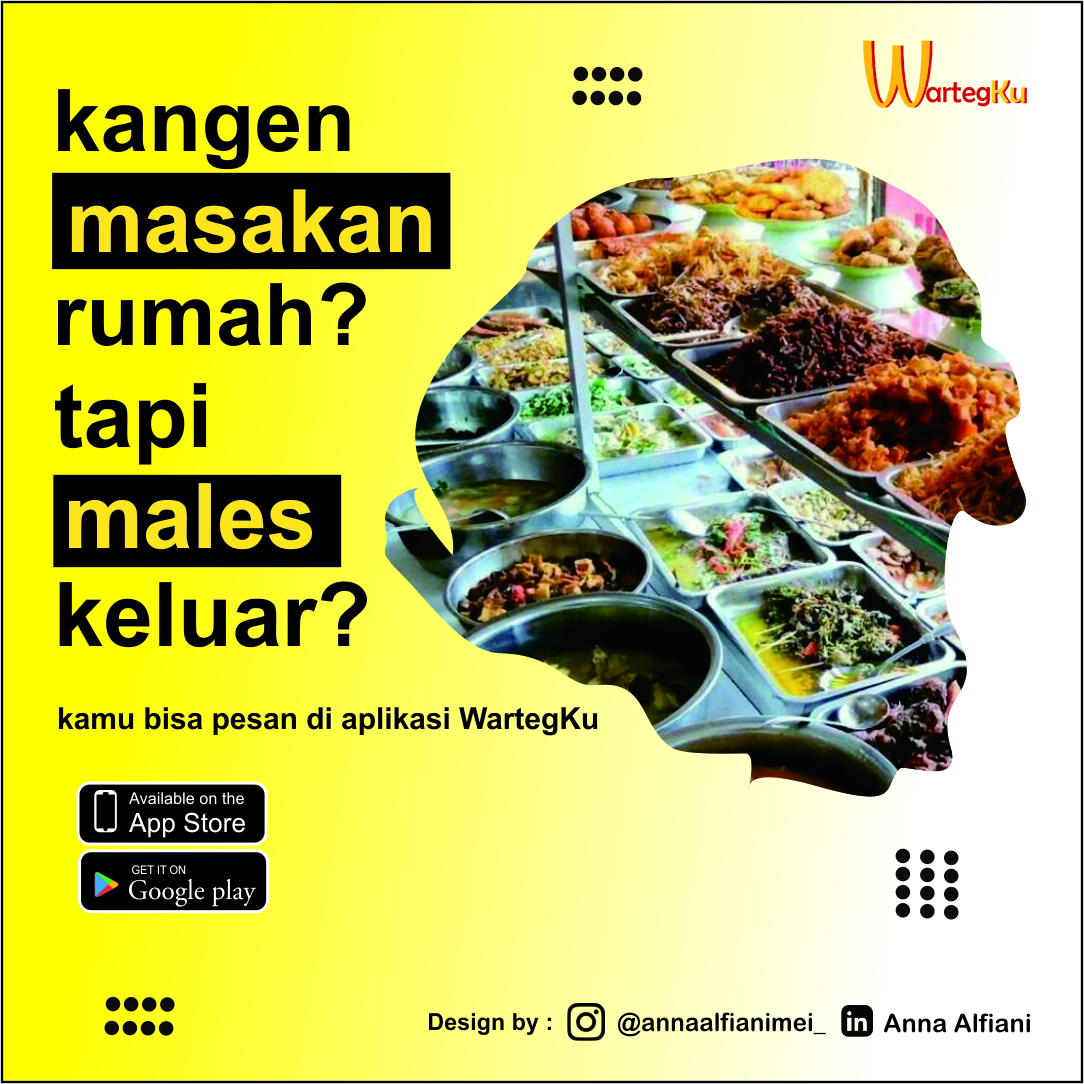 WartegKu
kangen
masakan
rumah?
tapi
males
keluar?
kamu bisa pesan di aplikasi WartegKu
Available on the
App Store
GET IT ON
Google play
Design by : @annaalfianimei_ in Anna Alfiani